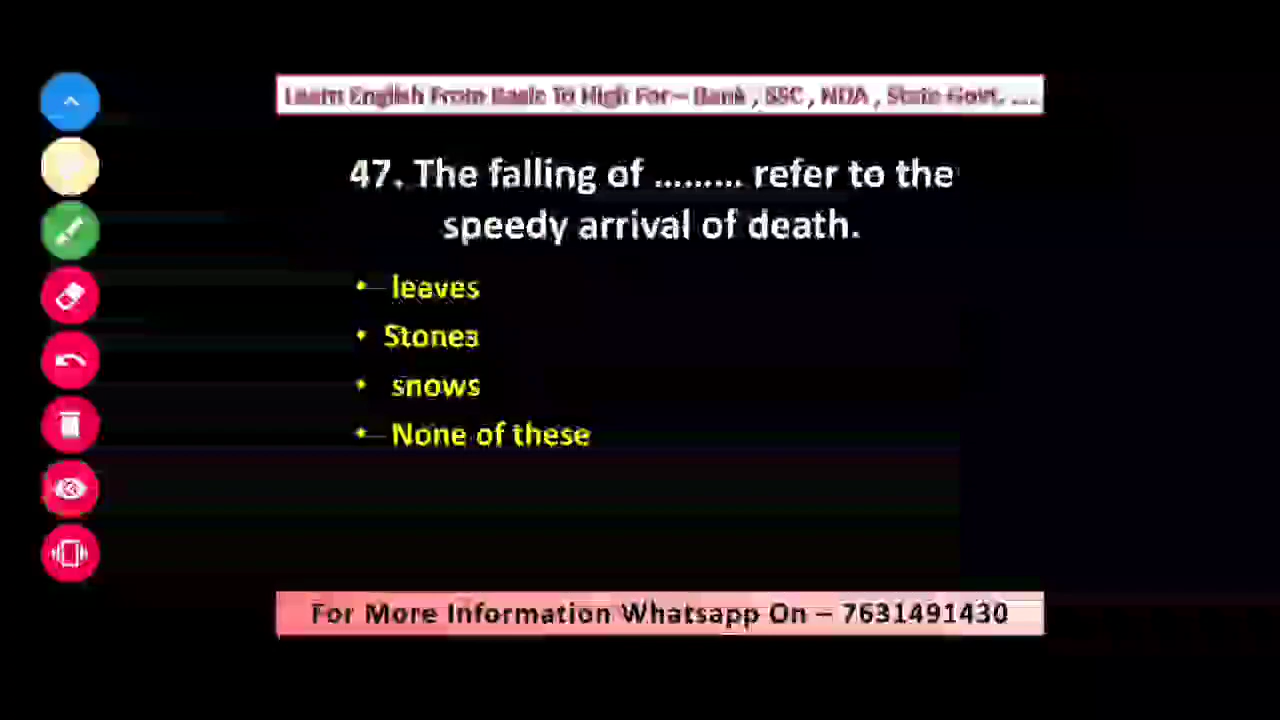 Learn English From Basic To High For – Bank , SSC , NDA , State Govt. ....
47. The falling of ......... refer to the
speedy arrival of death.
• leaves
• Stones
• snows
• None of these
For More Information Whatsapp On – 7631491430